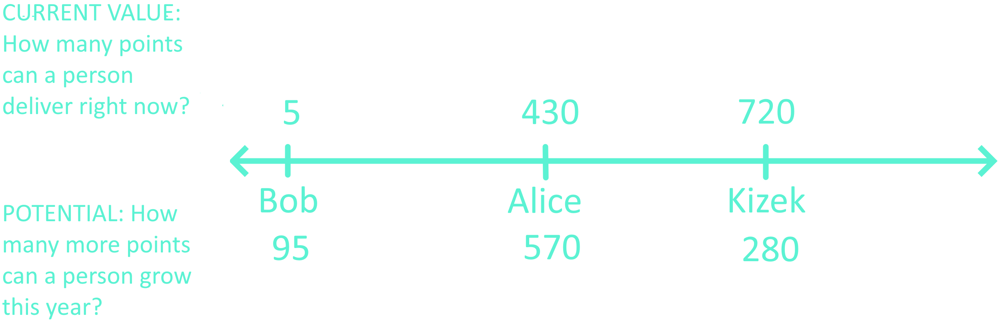 CURRENT VALUE:
How many points
can a person
deliver right now?
5 430 720
Bob Alice Kizek
95 570 280
POTENTIAL: How
many more points
can a person grow
this year?